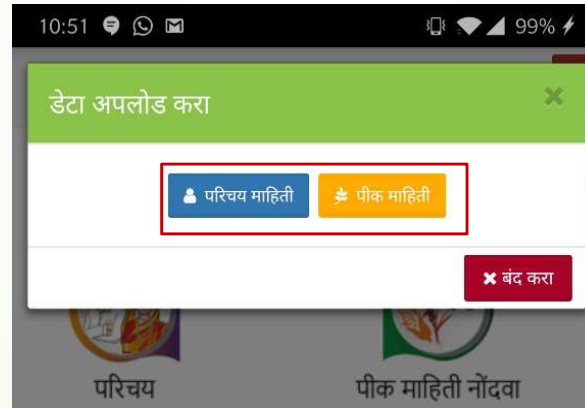 10:51 99%
डेटा अपलोड करा
परिचय माहिती पीक माहिती
बंद करा
परिचय पीक माहिती नोंदवा